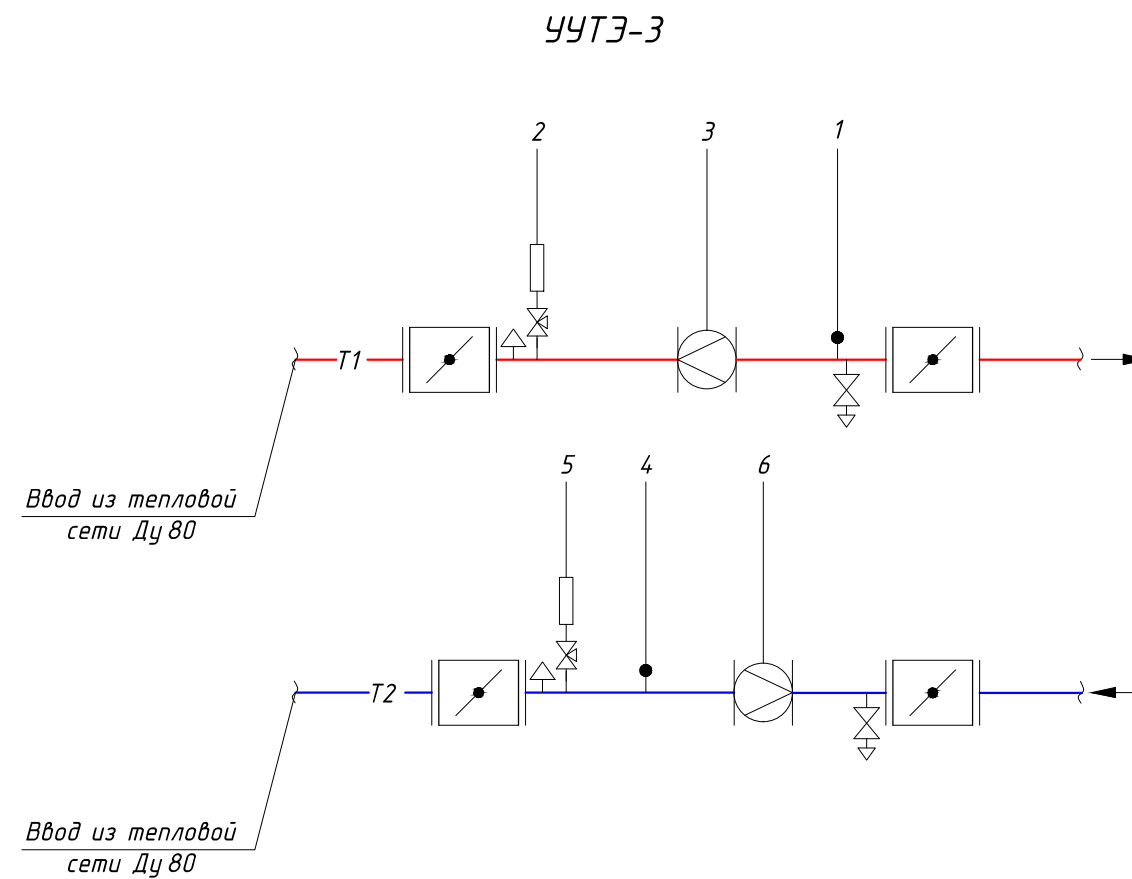 УУТЭ-3
2
3
1
Т1
Ввод из тепловой
сети Ду 80
5
4
6
Т2
Ввод из тепловой
сети Ду 80